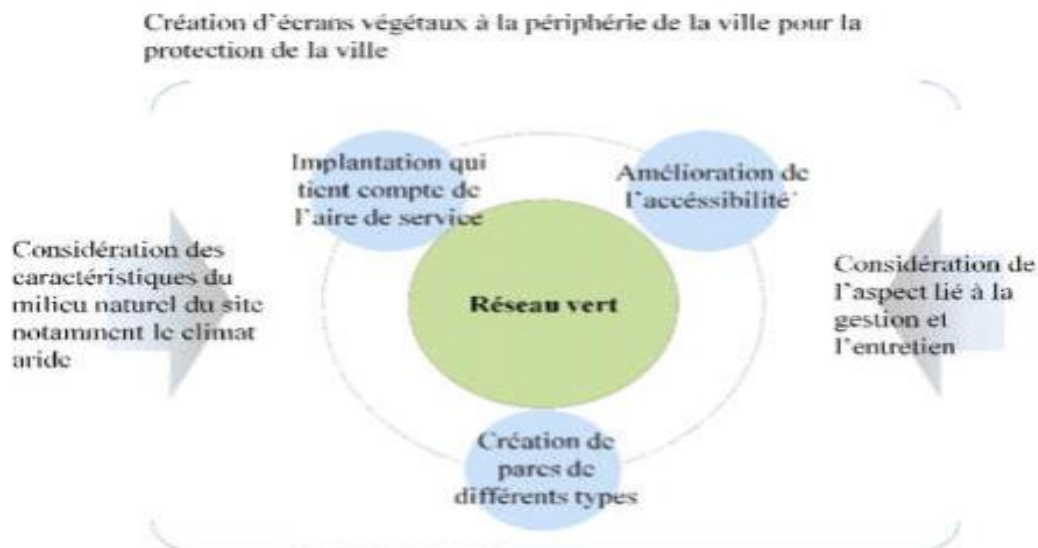 Création d'écrans végétaux à la périphérie de la ville pour la
protection de la ville
Implantation qui
tient compte de
l'aire de service
Amélioration de
l'accéssibilité
Considération des
caractéristiques du
milieu naturel du site
notamment le climat
aride
Réseau vert
Considération de
l'aspect lié à la
gestion et
l'entretien
Création de
parcs de
différents types